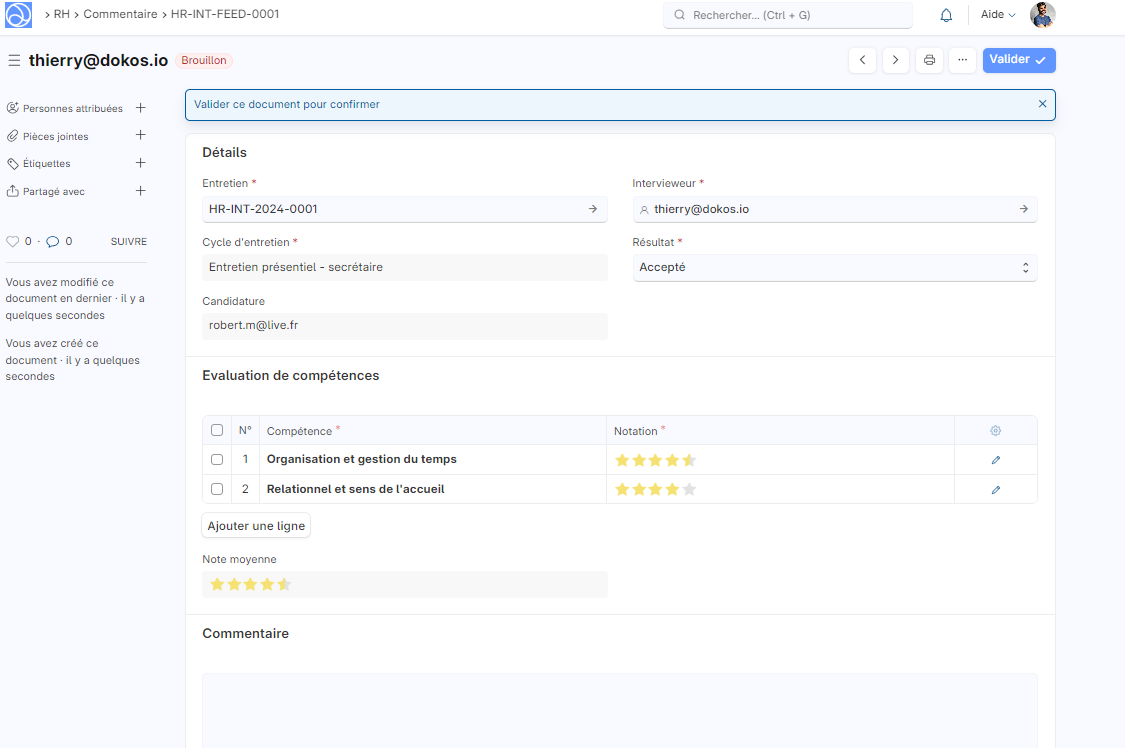 RH > Commentaire > HR-INT-FEED-0001
Rechercher... (Ctrl + G)
Aide
thierry@dokos.io
Brouillon
Valider
Personnes attribuées
Pièces jointes
Étiquettes
Partagé avec
0 · 0
SUIVRE
Vous avez modifié ce
document en dernier · il y a
quelques secondes
Vous avez créé ce
document · il y a quelques
secondes
Valider ce document pour confirmer
Détails
Entretien *
HR-INT-2024-0001
Intervieweur *
thierry@dokos.io
Cycle d'entretien *
Entretien présentiel - secrétaire
Résultat *
Accepté
Candidature
robert.m@live.fr
Evaluation de compétences
N° Compétence * Notation *
1 Organisation et gestion du temps
2 Relationnel et sens de l'accueil
Ajouter une ligne
Note moyenne
Commentaire